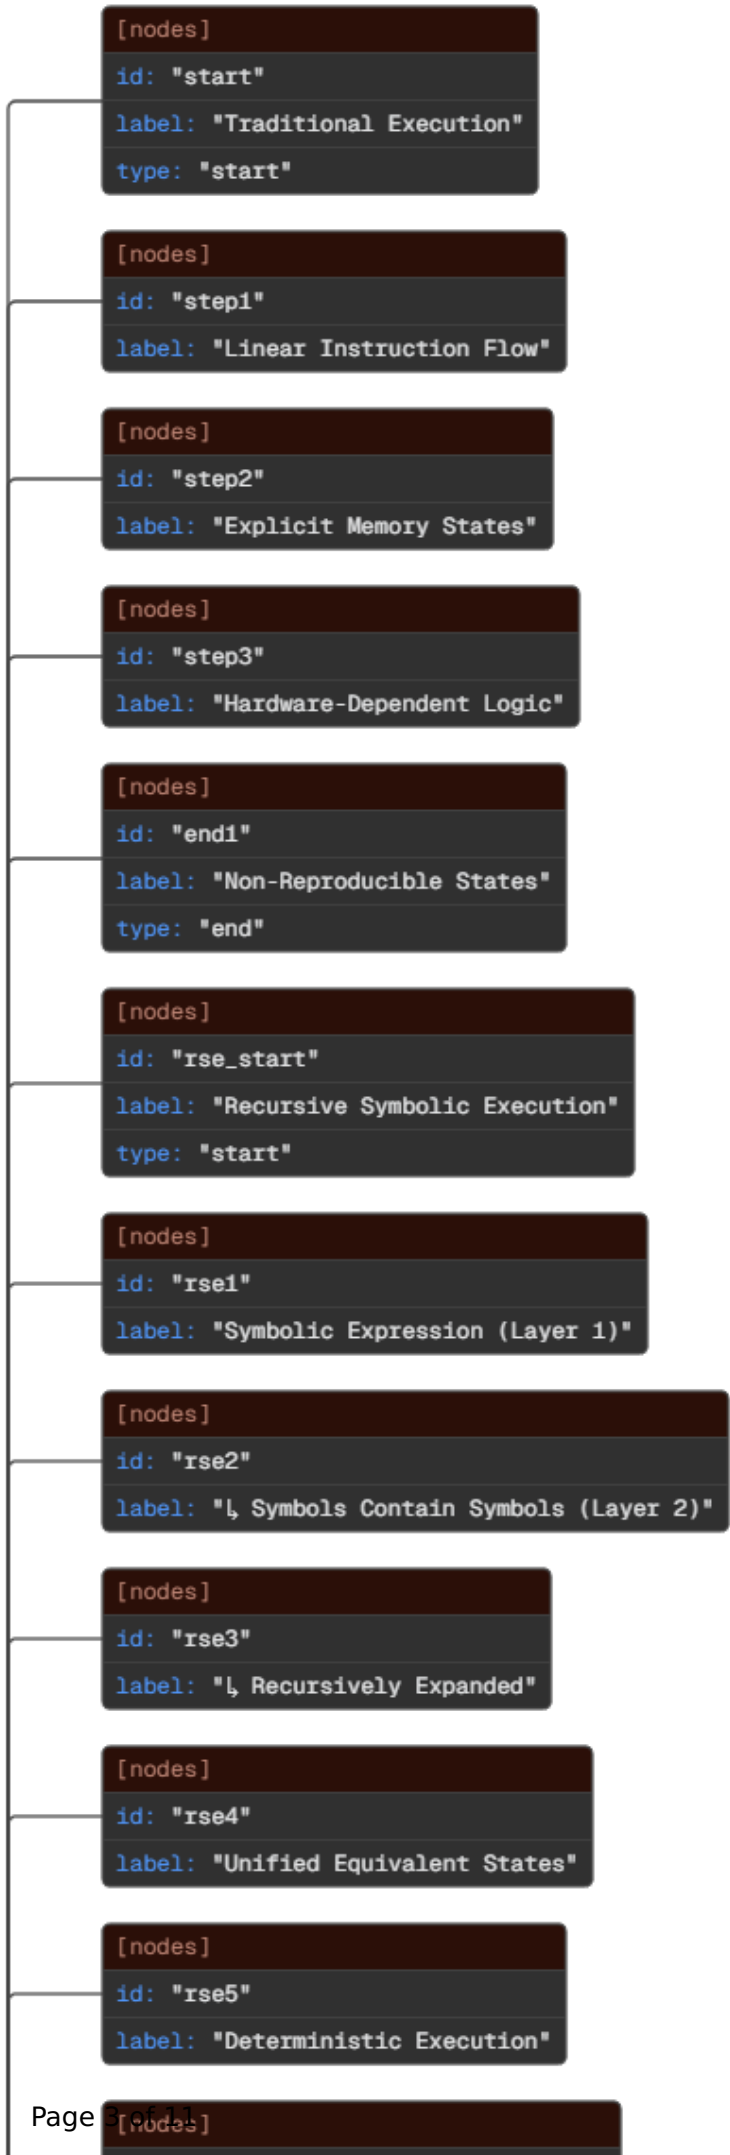 [nodes]
id: "start"
label: "Traditional Execution"
type: "start"
[nodes]
id: "step1"
label: "Linear Instruction Flow"
[nodes]
id: "step2"
label: "Explicit Memory States"
[nodes]
id: "step3"
label: "Hardware-Dependent Logic"
[nodes]
id: "end1"
label: "Non-Reproducible States"
type: "end"
[nodes]
id: "rse_start"
label: "Recursive Symbolic Execution"
type: "start"
[nodes]
id: "rse1"
label: "Symbolic Expression (Layer 1)"
[nodes]
id: "rse2"
label: "↳ Symbols Contain Symbols (Layer 2)"
[nodes]
id: "rse3"
label: "↳ Recursively Expanded"
[nodes]
id: "rse4"
label: "Unified Equivalent States"
[nodes]
id: "rse5"
label: "Deterministic Execution"
Page 3 of 11
[nodes]